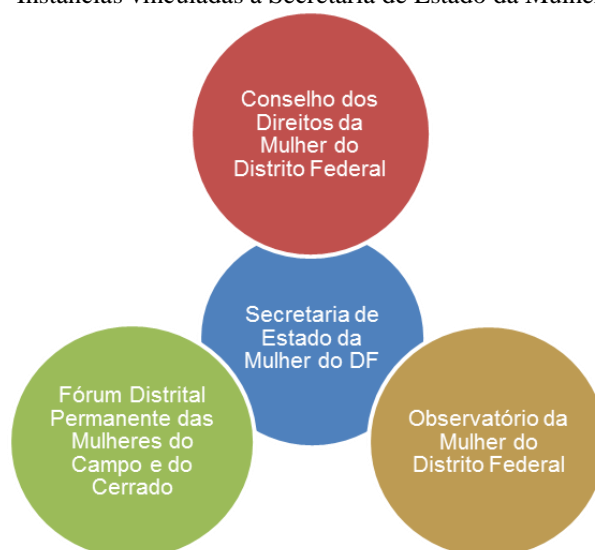 Instâncias vinculadas à Secretaria de Estado da Mulher
Conselho dos
Direitos da
Mulher do
Distrito Federal
Secretaria de
Estado da
Mulher do DF
Fórum Distrital
Permanente das
Mulheres do
Campo e do
Cerrado
Observatório da
Mulher do
Distrito Federal